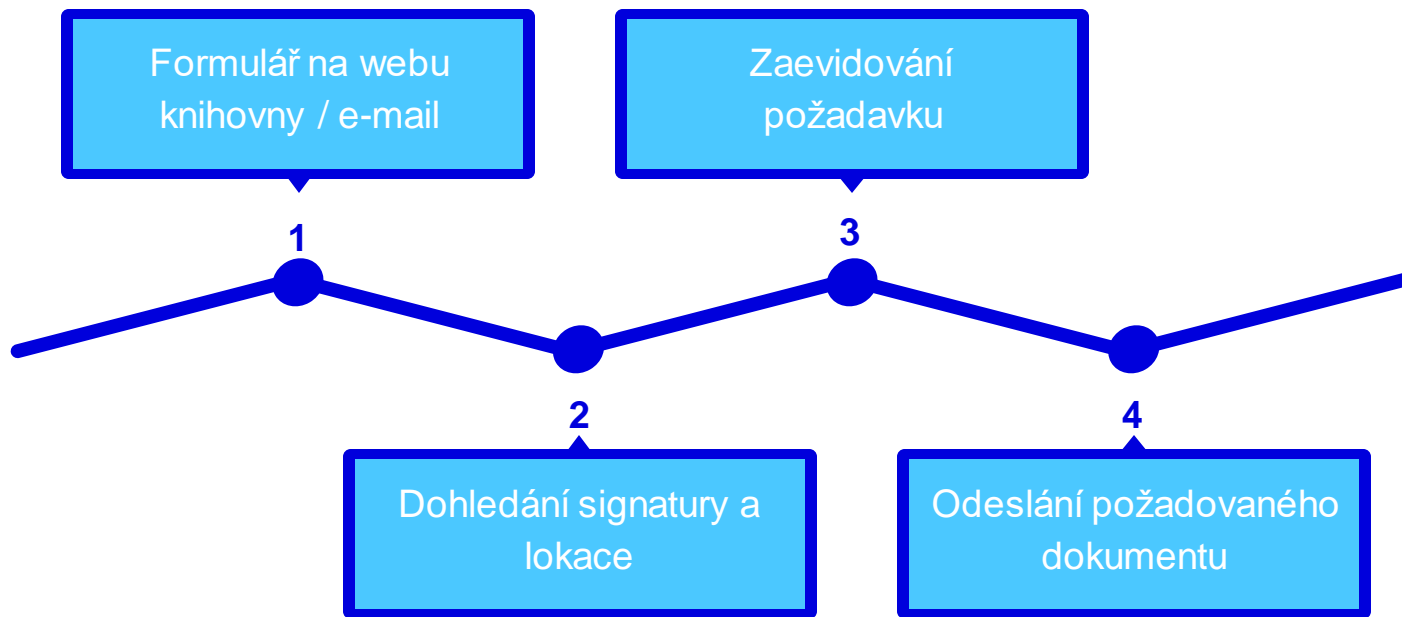 Formulář na webu
knihovny / e-mail
1
Dohledání signatury a
lokace
2
Zaevidování
požadavku
3
Odeslání požadovaného
dokumentu
4